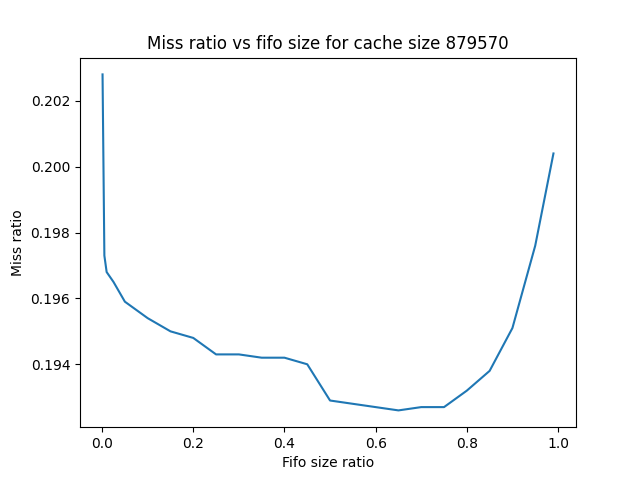 Miss ratio vs fifo size for cache size 879570
0.202
0.200
0.198
0.196
0.194
Miss ratio
0.0 0.2 0.4 0.6 0.8 1.0
Fifo size ratio